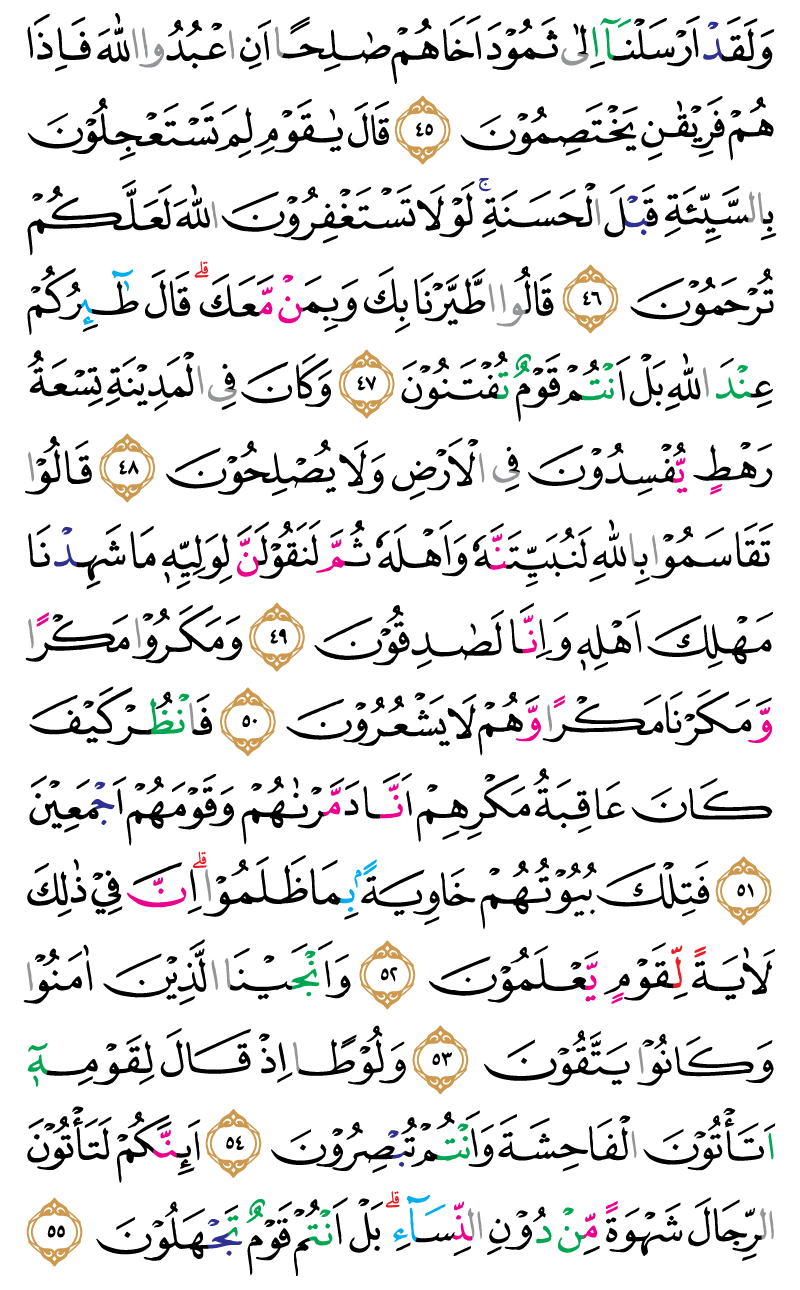 وَلَقَدْ اَرْسَلْنَآ اِلٰى ثَمُوْدَ اَخَاهُمْ صٰلِحًا اَنِ اعْبُدُوا اللّٰهَ فَاِذَا
هُمْ فَرِيْقٰنِ يَخْتَصِمُوْنَ ٤٥ قَالَ يٰقَوْمِ لِمَ تَسْتَعْجِلُوْنَ
بِالسَّيِّئَةِ قَبْلَ الْحَسَنَةِۚ لَوْلَا تَسْتَغْفِرُوْنَ اللّٰهَ لَعَلَّكُمْ
تُرْحَمُوْنَ ٤٦ قَالُوا اطَّيَّرْنَا بِكَ وَبِمَنْ مَّعَكَۗ قَالَ طٰۤىِٕرُكُمْ
عِنْدَ اللّٰهِ بَلْ اَنْتُمْ قَوْمٌ تُفْتَنُوْنَ ٤٧ وَكَانَ فِى الْمَدِيْنَةِ تِسْعَةُ
رَهْطٍ يُّفْسِدُوْنَ فِى الْاَرْضِ وَلَا يُصْلِحُوْنَ ٤٨ قَالُوْا
تَقَاسَمُوْا بِاللّٰهِ لَنُبَيِّتَنَّهٗ وَاَهْلَهٗ ثُمَّ لَنَقُوْلَنَّ لِوَلِيِّهٖ مَا شَهِدْنَا
مَهْلِكَ اَهْلِهٖ وَاِنَّا لَصٰدِقُوْنَ ٤٩ وَمَكَرُوْا مَكْرًا
وَّمَكَرْنَا مَكْرًا وَّهُمْ لَا يَشْعُرُوْنَ ٥٠ فَانْظُرْ كَيْفَ
كَانَ عَاقِبَةُ مَكْرِهِمْ اَنَّا دَمَّرْنٰهُمْ وَقَوْمَهُمْ اَجْمَعِيْنَ
٥١ فَتِلْكَ بُيُوْتُهُمْ خَاوِيَةً ۢبِمَا ظَلَمُوْاۗ اِنَّ فِيْ ذٰلِكَ
لَاٰيَةً لِّقَوْمٍ يَّعْلَمُوْنَ ٥٢ وَاَنْجَيْنَا الَّذِيْنَ اٰمَنُوْا
وَكَانُوْا يَتَّقُوْنَ ٥٣ وَلُوْطًا اِذْ قَالَ لِقَوْمِهٖٓ
اَتَأْتُوْنَ الْفَاحِشَةَ وَاَنْتُمْ تُبْصِرُوْنَ ٥٤ اَىِٕنَّكُمْ لَتَأْتُوْنَ
الرِّجَالَ شَهْوَةً مِّنْ دُوْنِ النِّسَاۤءِۗ بَلْ اَنْتُمْ قَوْمٌ تَجْهَلُوْنَ ٥٥